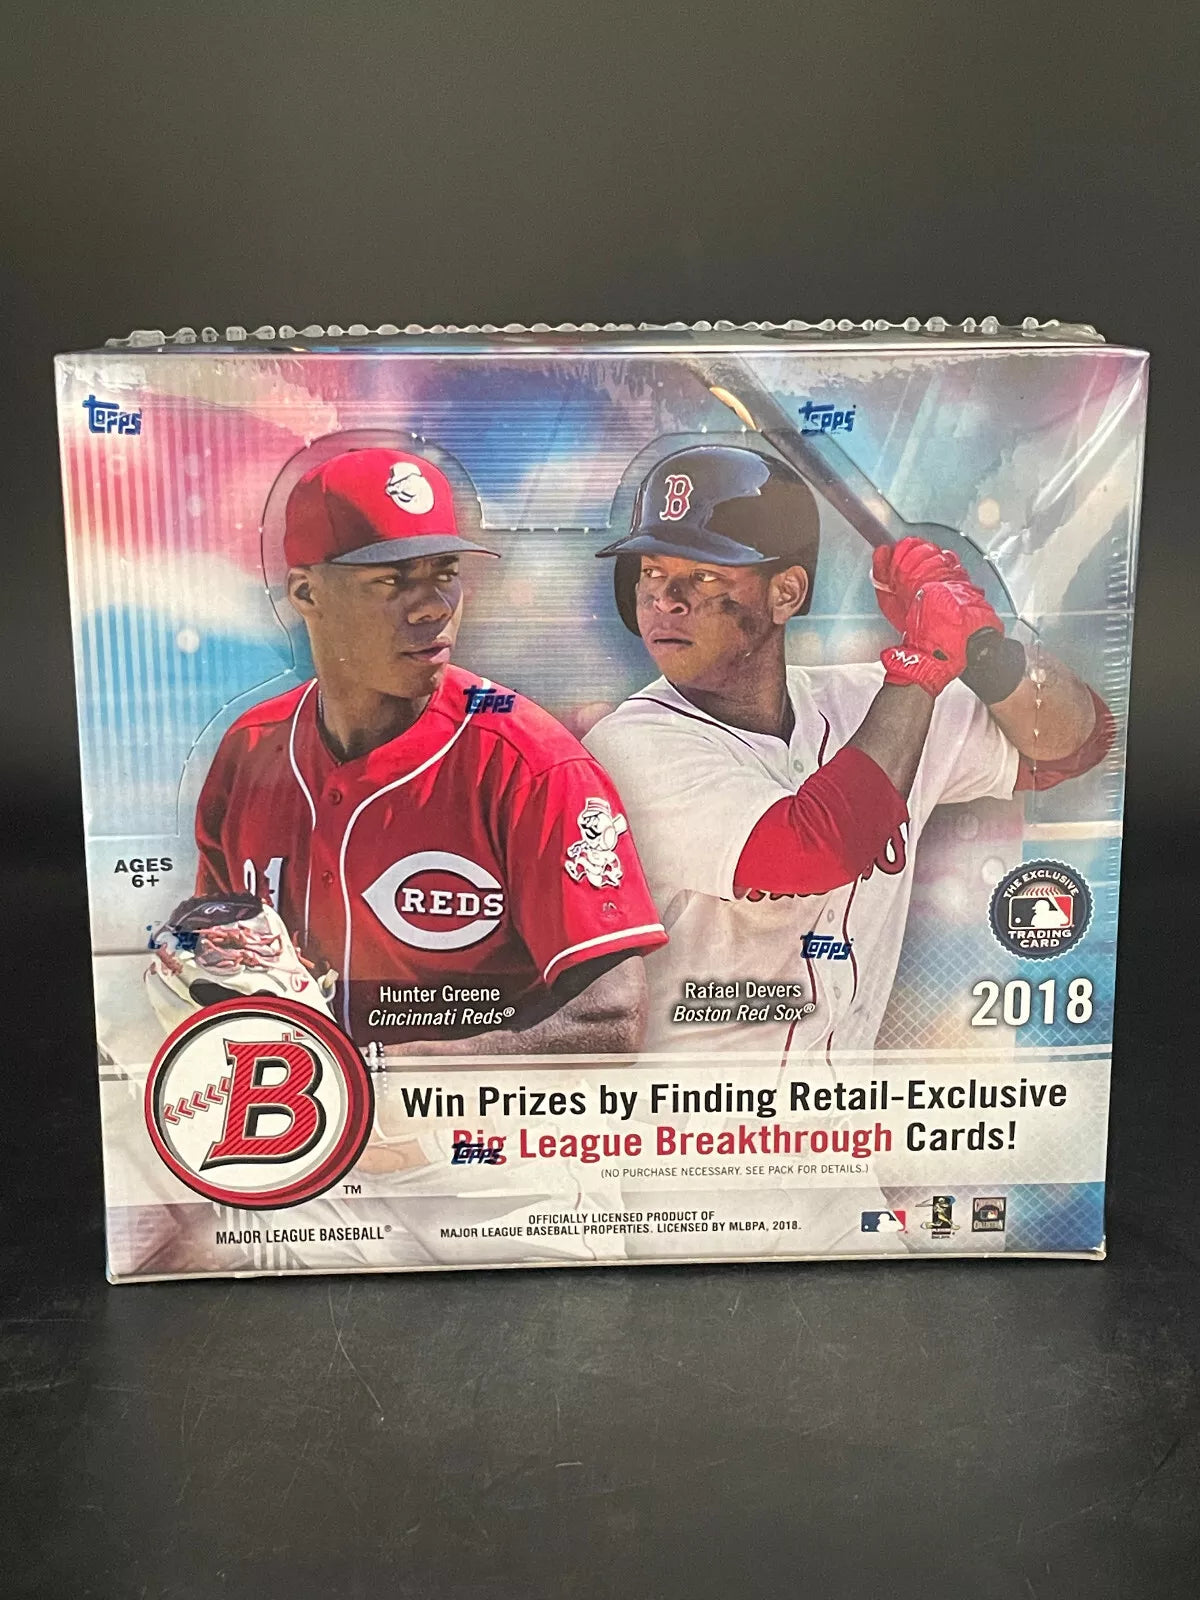 TOPPS
TOPPS
B
TOPPS
REDS
AGES
6+
21
THE EXCLUSIVE
TRADING
CARD
TOPPS
Hunter Greene
Cincinnati Reds®
Rafael Devers
Boston Red Sox®
2018
B
Win Prizes by Finding Retail-Exclusive
Big League Breakthrough Cards!
TOPPS
(NO PURCHASE NECESSARY. SEE PACK FOR DETAILS.)
TM
MAJOR LEAGUE BASEBALL®
OFFICIALLY LICENSED PRODUCT OF
MAJOR LEAGUE BASEBALL PROPERTIES. LICENSED BY MLBPA, 2018.